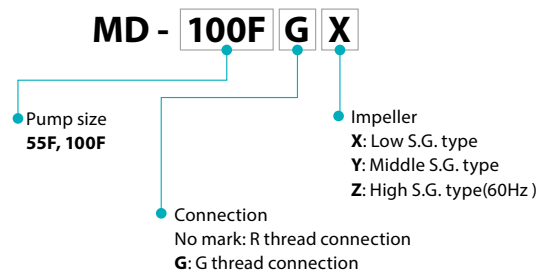 MD - 100F G X
Pump size
55F, 100F
Impeller
X: Low S.G. type
Y: Middle S.G. type
Z: High S.G. type(60Hz )
Connection
No mark: R thread connection
G: G thread connection